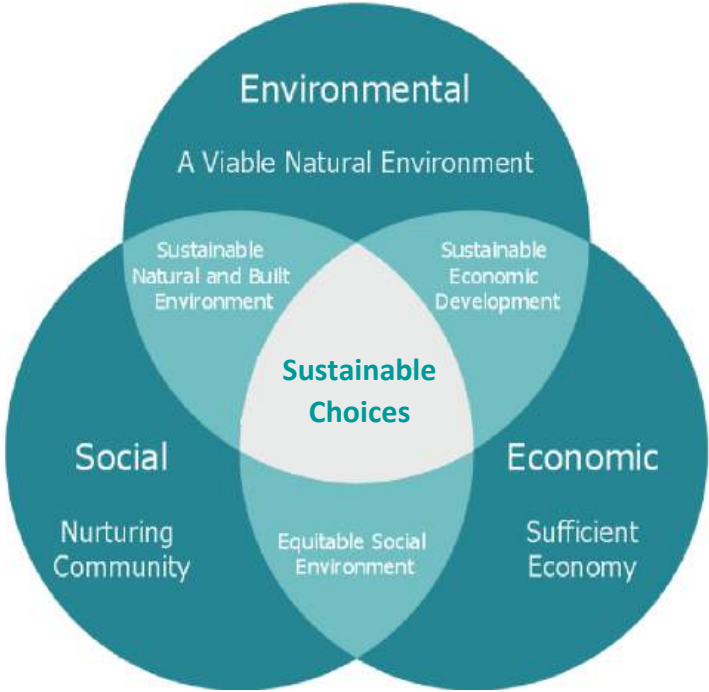 Environmental
A Viable Natural Environment
Sustainable
Natural and Built
Environment
Sustainable
Economic
Development
Sustainable
Choices
Social
Nurturing
Community
Economic
Sufficient
Economy
Equitable Social
Environment